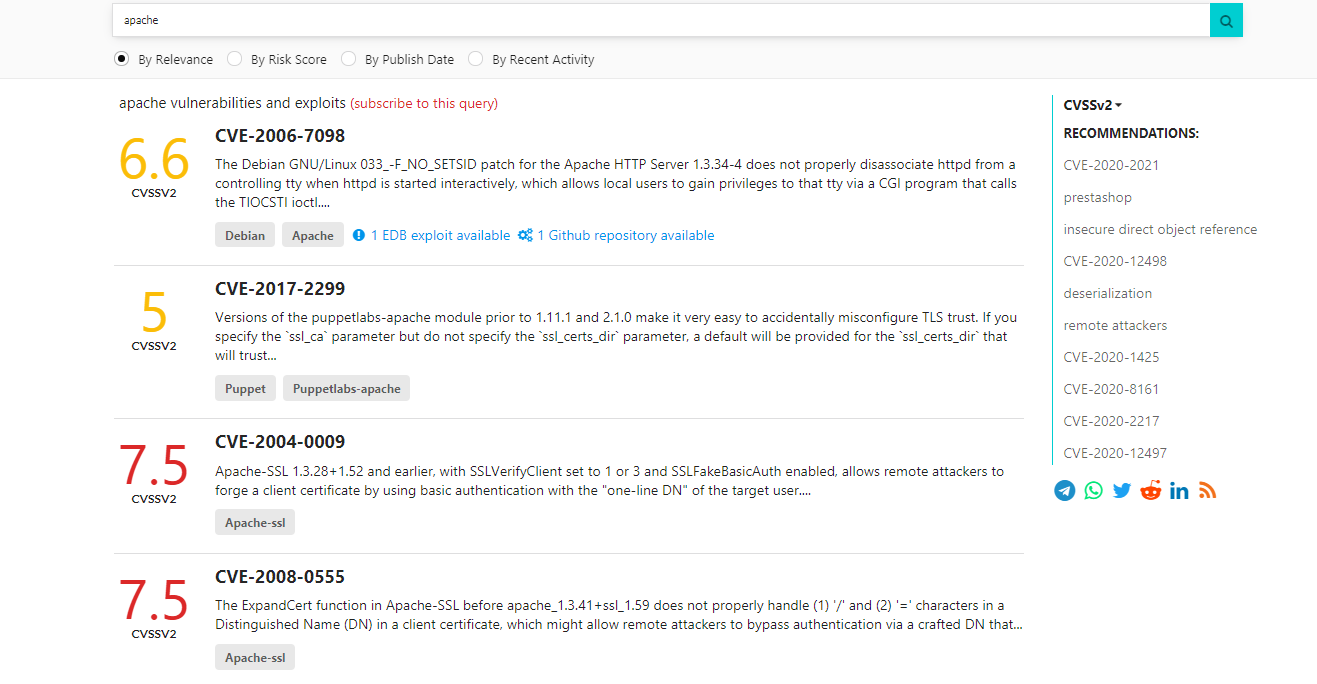 apache
By Relevance By Risk Score By Publish Date By Recent Activity
apache vulnerabilities and exploits (subscribe to this query)
6.6
CVSSV2
CVE-2006-7098
The Debian GNU/Linux 033_-F_NO_SETSID patch for the Apache HTTP Server 1.3.34-4 does not properly disassociate httpd from a
controlling tty when httpd is started interactively, which allows local users to gain privileges to that tty via a CGI program that calls
the TIOCSTI ioctl....
Debian Apache 1 EDB exploit available 1 Github repository available
5
CVSSV2
CVE-2017-2299
Versions of the puppetlabs-apache module prior to 1.11.1 and 2.1.0 make it very easy to accidentally misconfigure TLS trust. If you
specify the `ssl_ca` parameter but do not specify the `ssl_certs_dir` parameter, a default will be provided for the `ssl_certs_dir` that
will trust...
Puppet Puppetlabs-apache
7.5
CVSSV2
CVE-2004-0009
Apache-SSL 1.3.28+1.52 and earlier, with SSLVerifyClient set to 1 or 3 and SSLFakeBasicAuth enabled, allows remote attackers to
forge a client certificate by using basic authentication with the "one-line DN" of the target user....
Apache-ssl
7.5
CVSSV2
CVE-2008-0555
The ExpandCert function in Apache-SSL before apache_1.3.41+ssl_1.59 does not properly handle (1) '/' and (2) '=' characters in a
Distinguished Name (DN) in a client certificate, which might allow remote attackers to bypass authentication via a crafted DN that...
Apache-ssl
CVSSv2
RECOMMENDATIONS:
CVE-2020-2021
prestashop
insecure direct object reference
CVE-2020-12498
deserialization
remote attackers
CVE-2020-1425
CVE-2020-8161
CVE-2020-2217
CVE-2020-12497